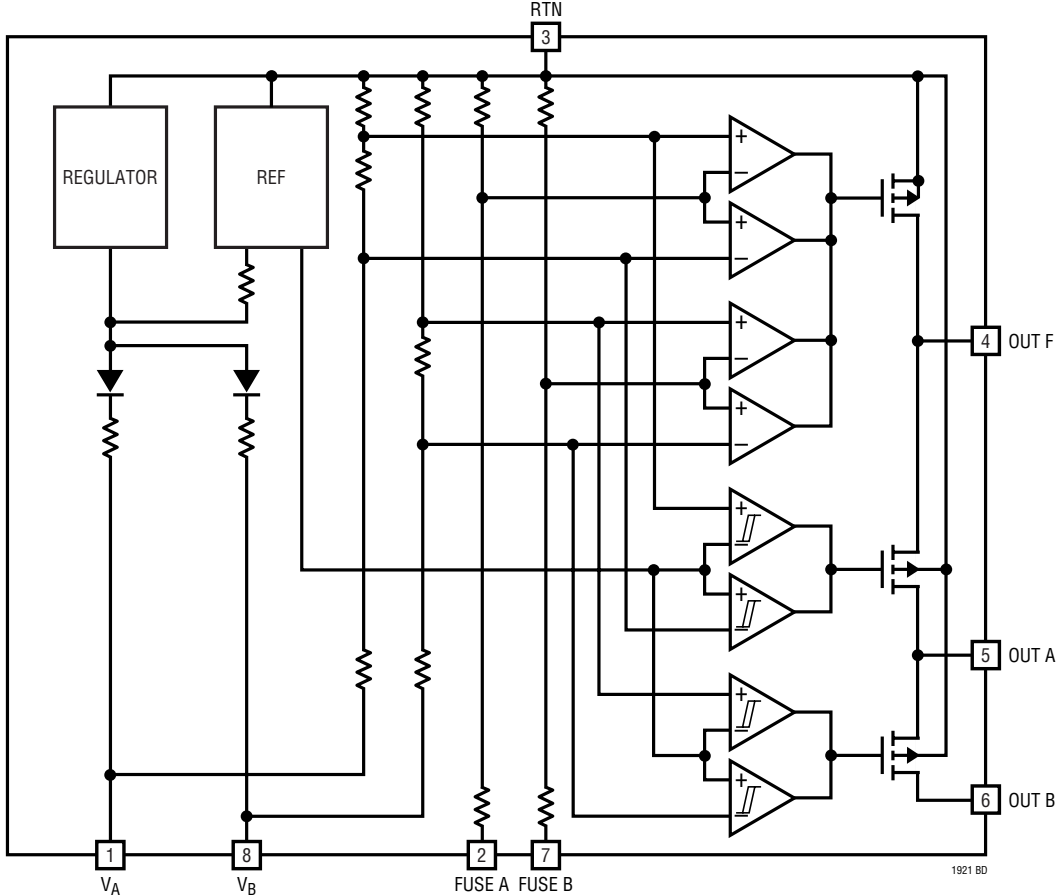 RTN
3
REGULATOR
REF
+
−
+
−
+
−
+
−
+
−
+
−
+
−
+
−
4 OUT F
5 OUT A
6 OUT B
1
8
2
7
VA
VB
FUSE A
FUSE B
1921 BD